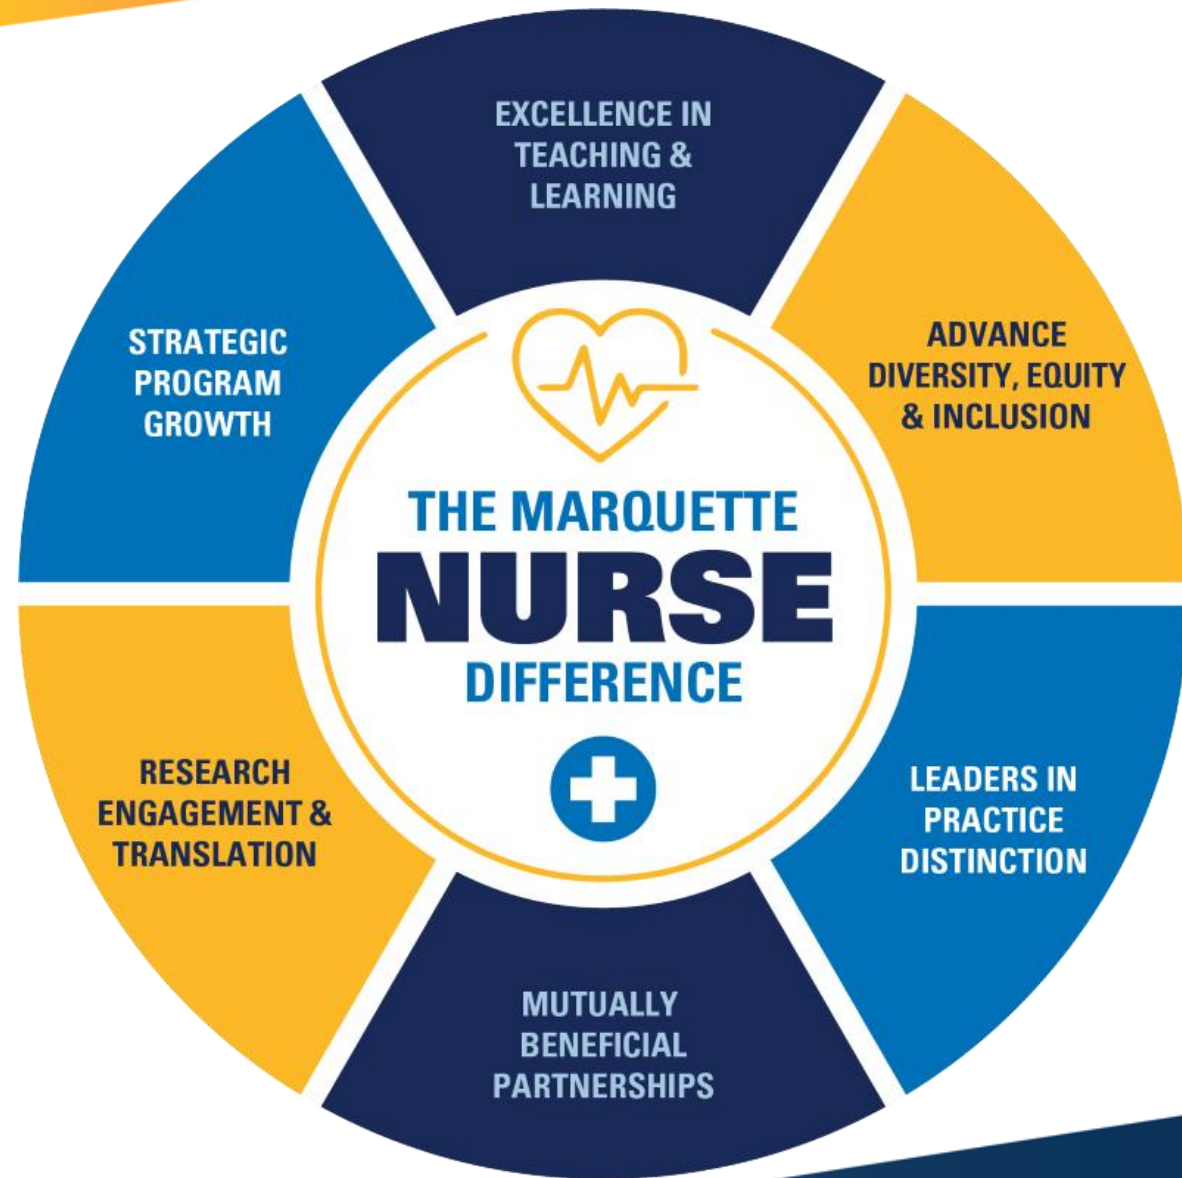 EXCELLENCE IN
TEACHING &
LEARNING
ADVANCE
DIVERSITY, EQUITY
& INCLUSION
LEADERS IN
PRACTICE
DISTINCTION
MUTUALLY
BENEFICIAL
PARTNERSHIPS
RESEARCH
ENGAGEMENT &
TRANSLATION
STRATEGIC
PROGRAM
GROWTH
THE MARQUETTE
NURSE
DIFFERENCE